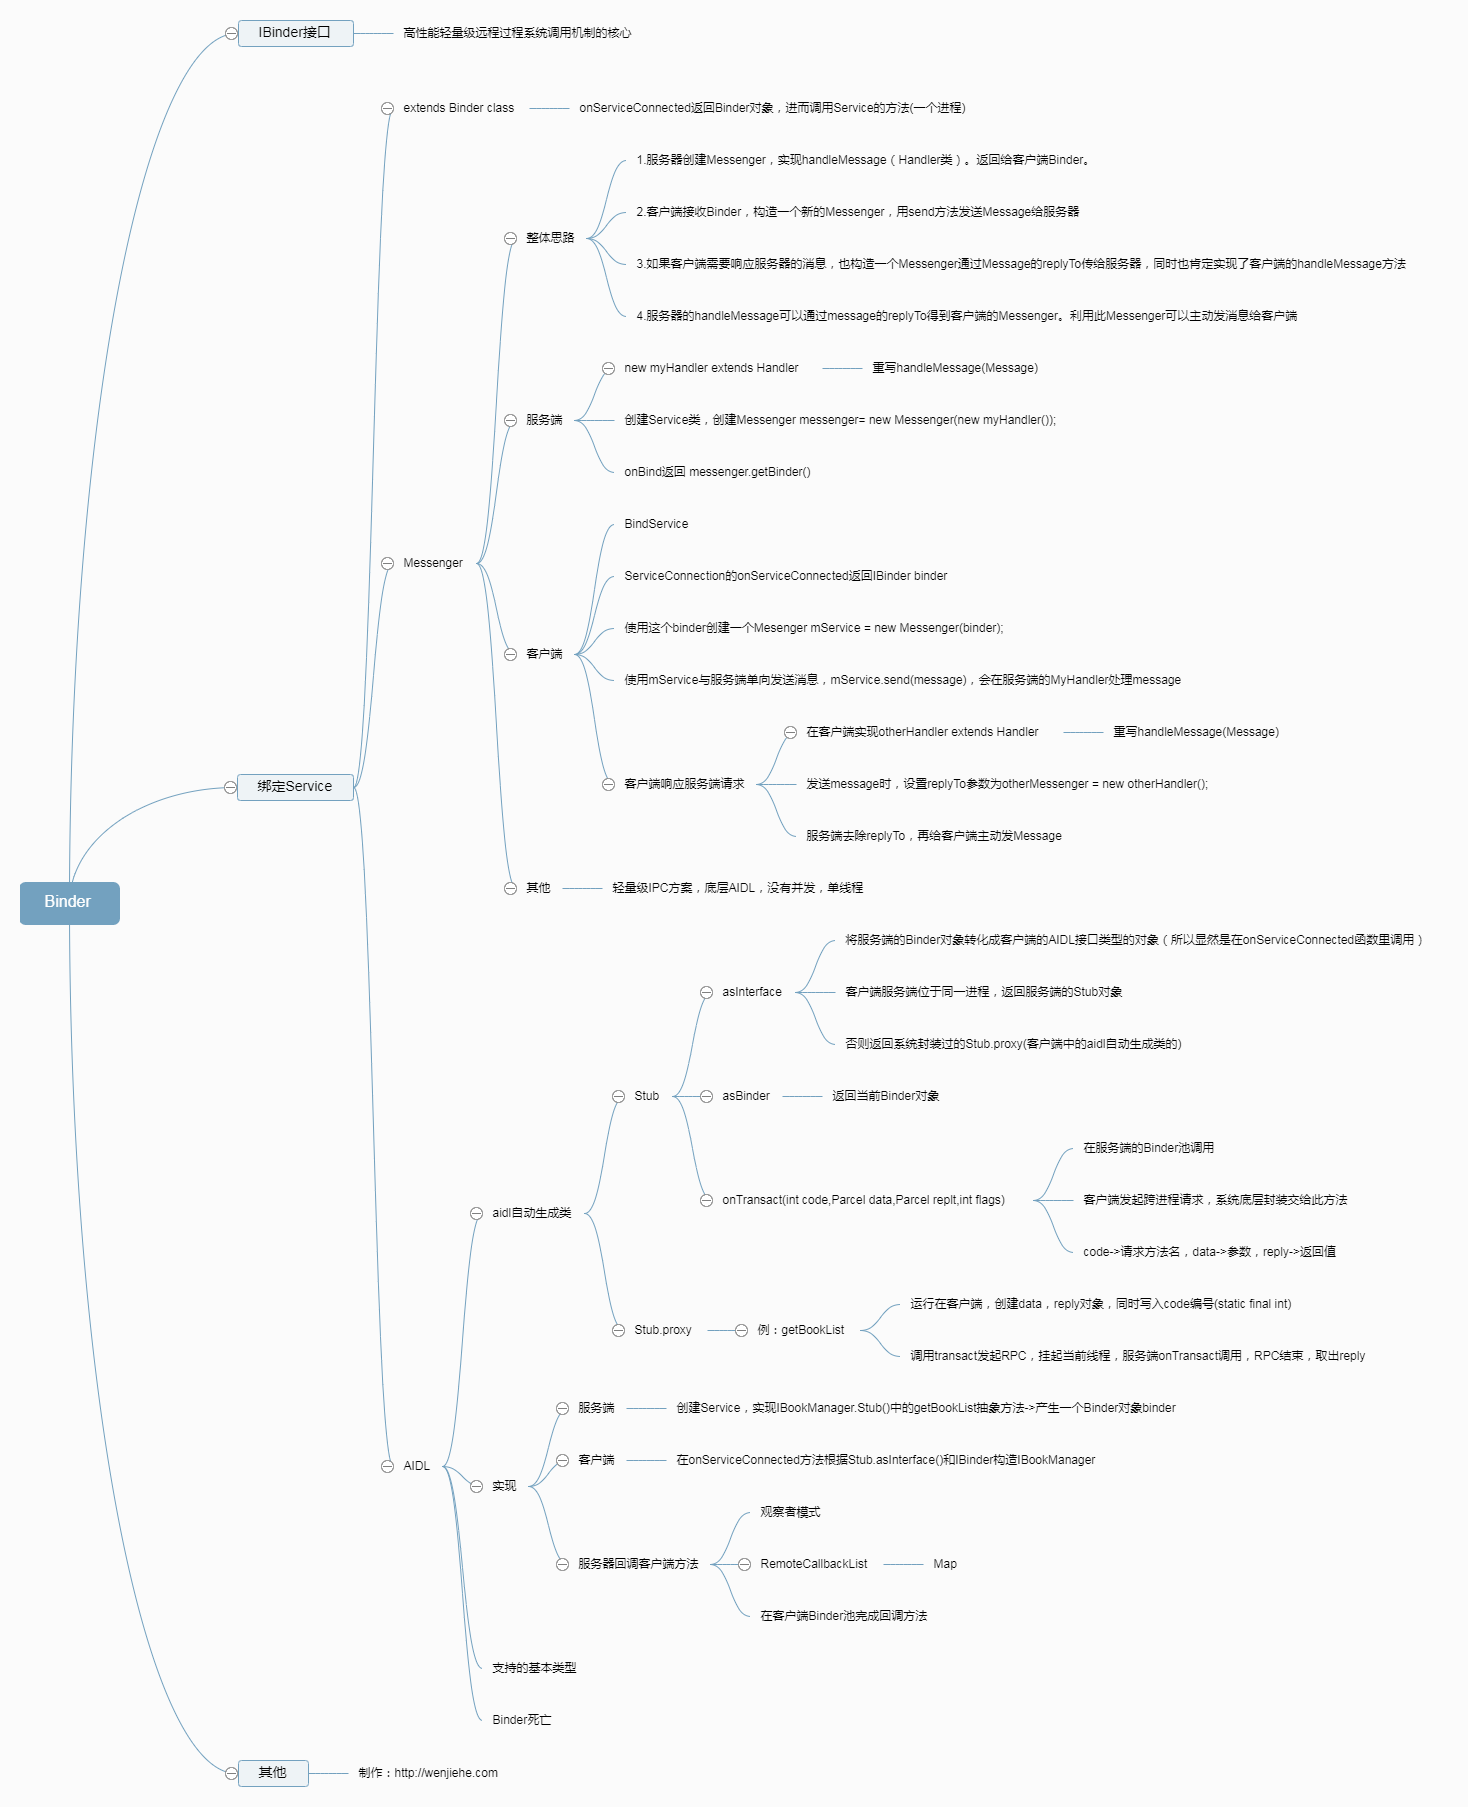 IBinder接口
高性能轻量级远程过程系统调用机制的核心
extends Binder class
onServiceConnected返回Binder对象，进而调用Service的方法(一个进程)
1.服务器创建Messenger，实现handleMessage（Handler类）。返回给客户端Binder。
2.客户端接收Binder，构造一个新的Messenger，用send方法发送Message给服务器
整体思路
3.如果客户端需要响应服务器的消息，也构造一个Messenger通过Message的replyTo传给服务器，同时也肯定实现了客户端的handleMessage方法
4.服务器的handleMessage可以通过message的replyTo得到客户端的Messenger。利用此Messenger可以主动发消息给客户端
new myHandler extends Handler
重写handleMessage(Message)
服务端
创建Service类，创建Messenger messenger= new Messenger(new myHandler());
onBind返回 messenger.getBinder()
BindService
Messenger
ServiceConnection的onServiceConnected返回IBinder binder
使用这个binder创建一个Mesenger mService = new Messenger(binder);
客户端
使用mService与服务端单向发送消息，mService.send(message)，会在服务端的MyHandler处理message
在客户端实现otherHandler extends Handler
重写handleMessage(Message)
客户端响应服务端请求
发送message时，设置replyTo参数为otherMessenger = new otherHandler();
绑定Service
服务端去除replyTo，再给客户端主动发Message
其他
轻量级IPC方案，底层AIDL，没有并发，单线程
Binder
将服务端的Binder对象转化成客户端的AIDL接口类型的对象（所以显然是在onServiceConnected函数里调用）
asInterface
客户端服务端位于同一进程，返回服务端的Stub对象
否则返回系统封装过的Stub.proxy(客户端中的aidl自动生成类的)
Stub
asBinder
返回当前Binder对象
在服务端的Binder池调用
onTransact(int code,Parcel data,Parcel replt,int flags)
客户端发起跨进程请求，系统底层封装交给此方法
aidl自动生成类
code->请求方法名，data->参数，reply->返回值
运行在客户端，创建data，reply对象，同时写入code编号(static final int)
Stub.proxy
例：getBookList
调用transact发起RPC，挂起当前线程，服务端onTransact调用，RPC结束，取出reply
服务端
创建Service，实现IBookManager.Stub()中的getBookList抽象方法->产生一个Binder对象binder
AIDL
客户端
在onServiceConnected方法根据Stub.asInterface()和IBinder构造IBookManager
实现
观察者模式
服务器回调客户端方法
RemoteCallbackList
Map
在客户端Binder池完成回调方法
支持的基本类型
Binder死亡
其他
制作：http://wenjiehe.com